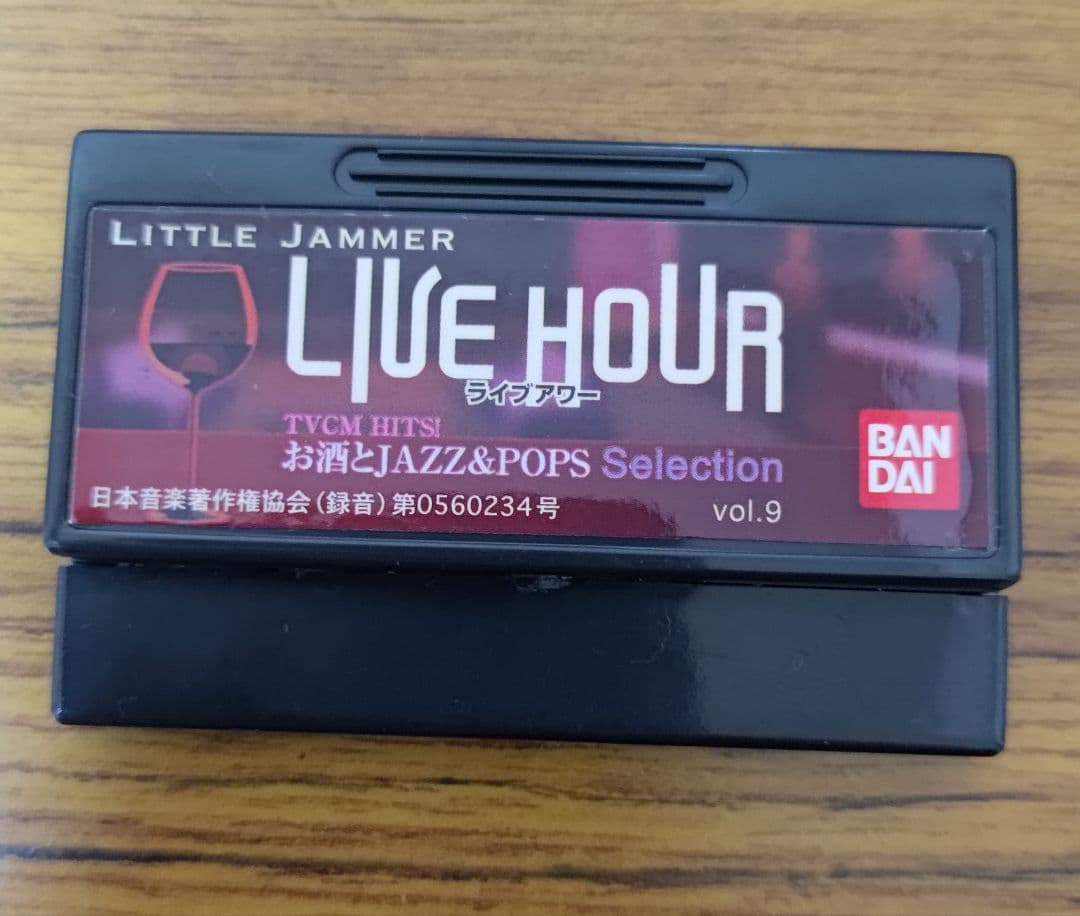 LITTLE JAMMER
LIVE HOUR
ライブアワー
TVCM HITS!
お酒とJAZZ&POPS Selection
日本音楽著作権協会(録音)第0560234号
vol.9
BAN
DAI